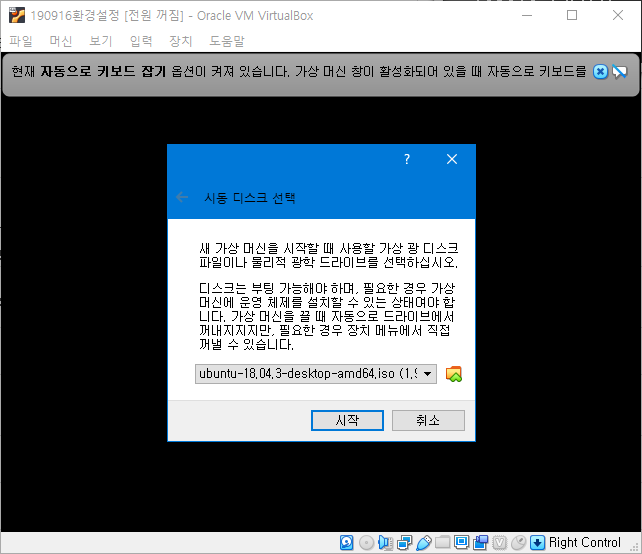 190916환경설정 [전원 꺼짐] - Oracle VM VirtualBox
파일 머신 보기 입력 장치 도움말
현재 자동으로 키보드 잡기 옵션이 켜져 있습니다. 가상 머신 창이 활성화되어 있을 때 자동으로 키보드를
?
시동 디스크 선택
새 가상 머신을 시작할 때 사용할 가상 광 디스크
파일이나 물리적 광학 드라이브를 선택하십시오.
디스크는 부팅 가능해야 하며, 필요한 경우 가상
머신에 운영 체제를 설치할 수 있는 상태여야 합
니다. 가상 머신을 끌 때 자동으로 드라이브에서
꺼내지지지만, 필요한 경우 장치 메뉴에서 직접
꺼낼 수 있습니다.
ubuntu-18.04.3-desktop-amd64.iso (1.9
시작 취소
Right Control